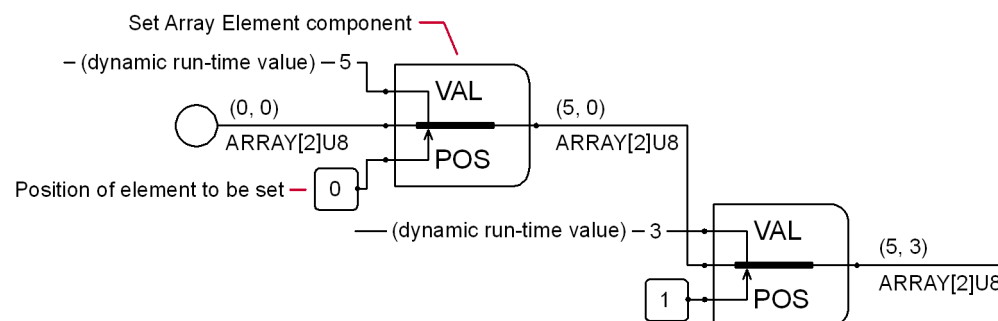 Set Array Element component
(dynamic run-time value) 5
VAL
(0, 0)
(5, 0)
ARRAY[2]U8
ARRAY[2]U8
POS
Position of element to be set
0
(dynamic run-time value) 3
VAL
(5, 3)
ARRAY[2]U8
1
POS